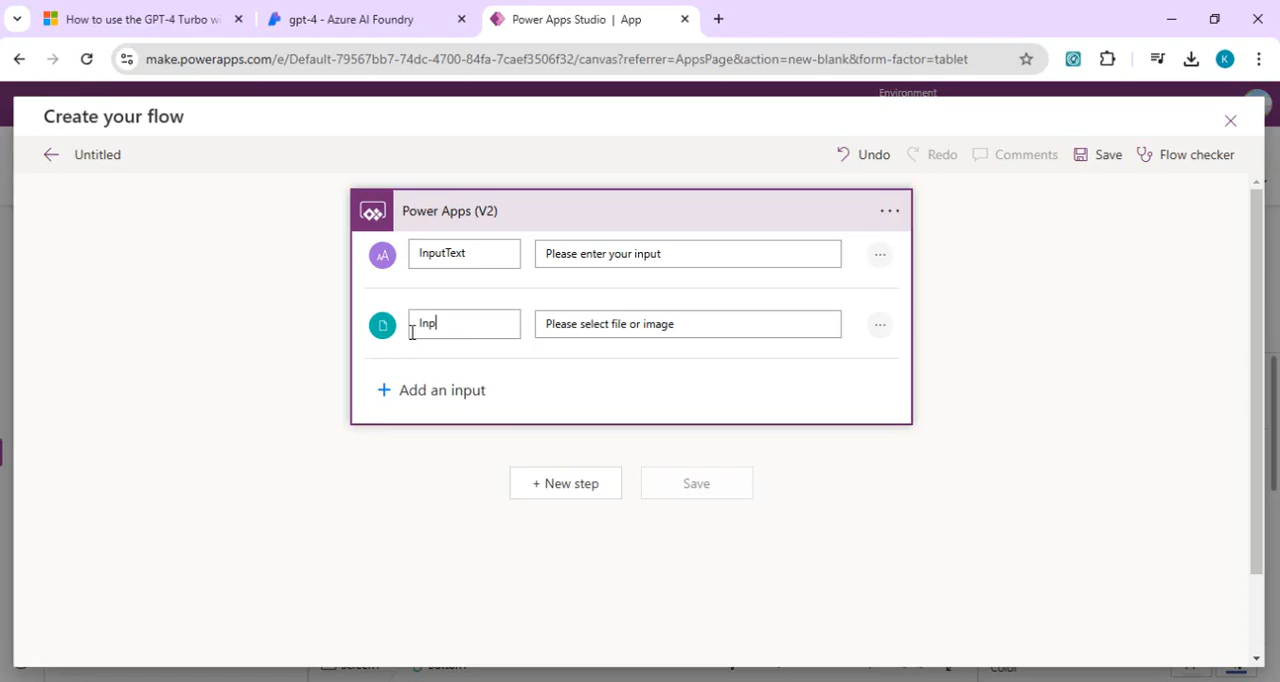 How to use the GPT-4 Turbo w
gpt-4 - Azure AI Foundry
Power Apps Studio | App
make.powerapps.com/e/Default-79567bb7-74dc-4700-84fa-7caef3506f32/canvas?referrer=AppsPage&action=new-blank&form-factor=tablet
K
Environment
Create your flow
Untitled
Undo
Redo
Comments
Save
Flow checker
Power Apps (V2)
InputText
Please enter your input
Inp
Please select file or image
+ Add an input
+ New step
Save